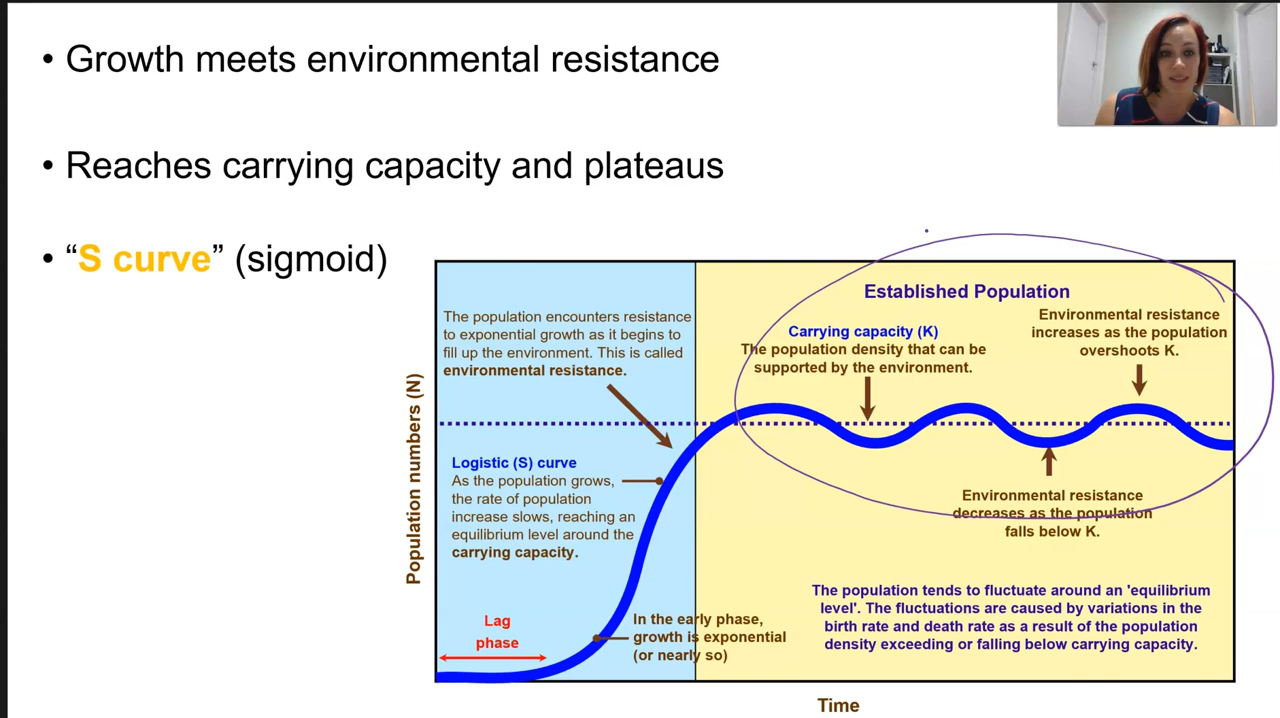 • Growth meets environmental resistance
• Reaches carrying capacity and plateaus
• “S curve” (sigmoid)
Established Population
The population encounters resistance
to exponential growth as it begins to
fill up the environment. This is called
environmental resistance.
Carrying capacity (K)
The population density that can be
supported by the environment.
Environmental resistance
increases as the population
overshoots K.
Population numbers (N)
Logistic (S) curve
As the population grows,
the rate of population
increase slows, reaching an
equilibrium level around the
carrying capacity.
Environmental resistance
decreases as the population
falls below K.
Lag
phase
In the early phase,
growth is exponential
(or nearly so)
The population tends to fluctuate around an 'equilibrium
level'. The fluctuations are caused by variations in the
birth rate and death rate as a result of the population
density exceeding or falling below carrying capacity.
Time